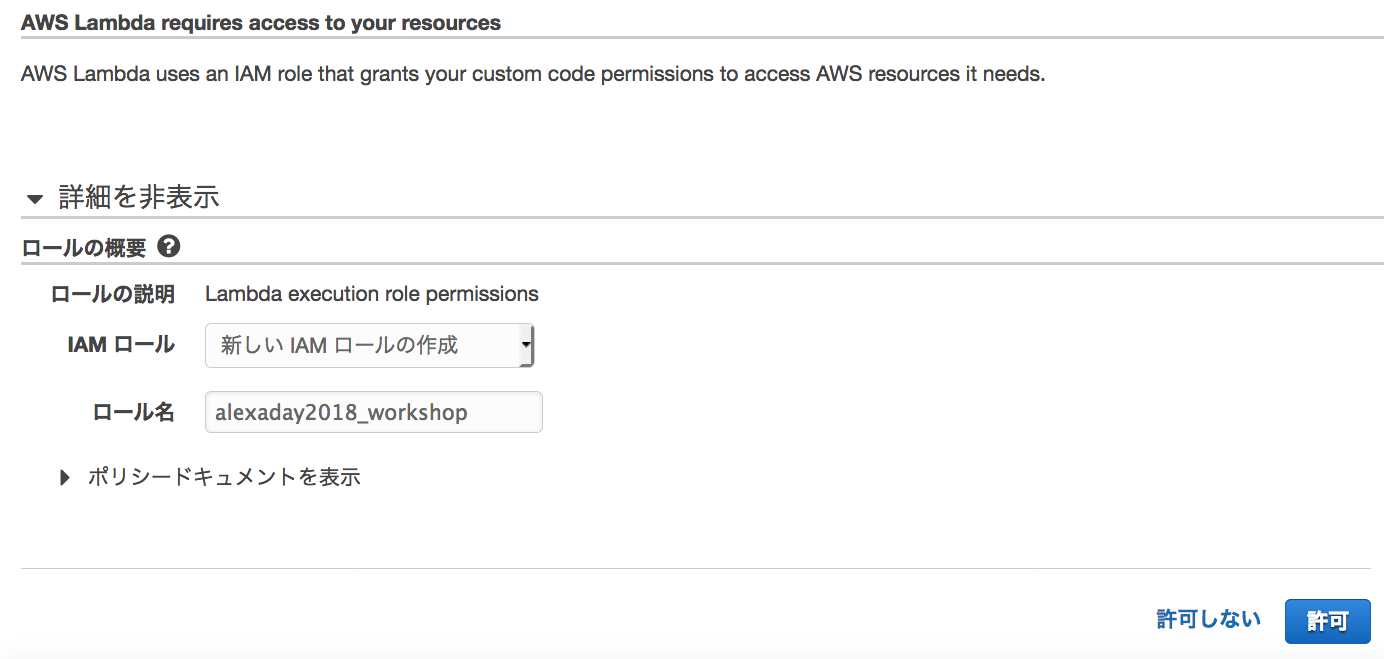 AWS Lambda requires access to your resources
AWS Lambda uses an IAM role that grants your custom code permissions to access AWS resources it needs.
詳細を非表示
ロールの概要 ?
ロールの説明 Lambda execution role permissions
IAM ロール 新しい IAM ロールの作成
ロール名 alexaday2018_workshop
ポリシードキュメントを表示
許可しない 許可